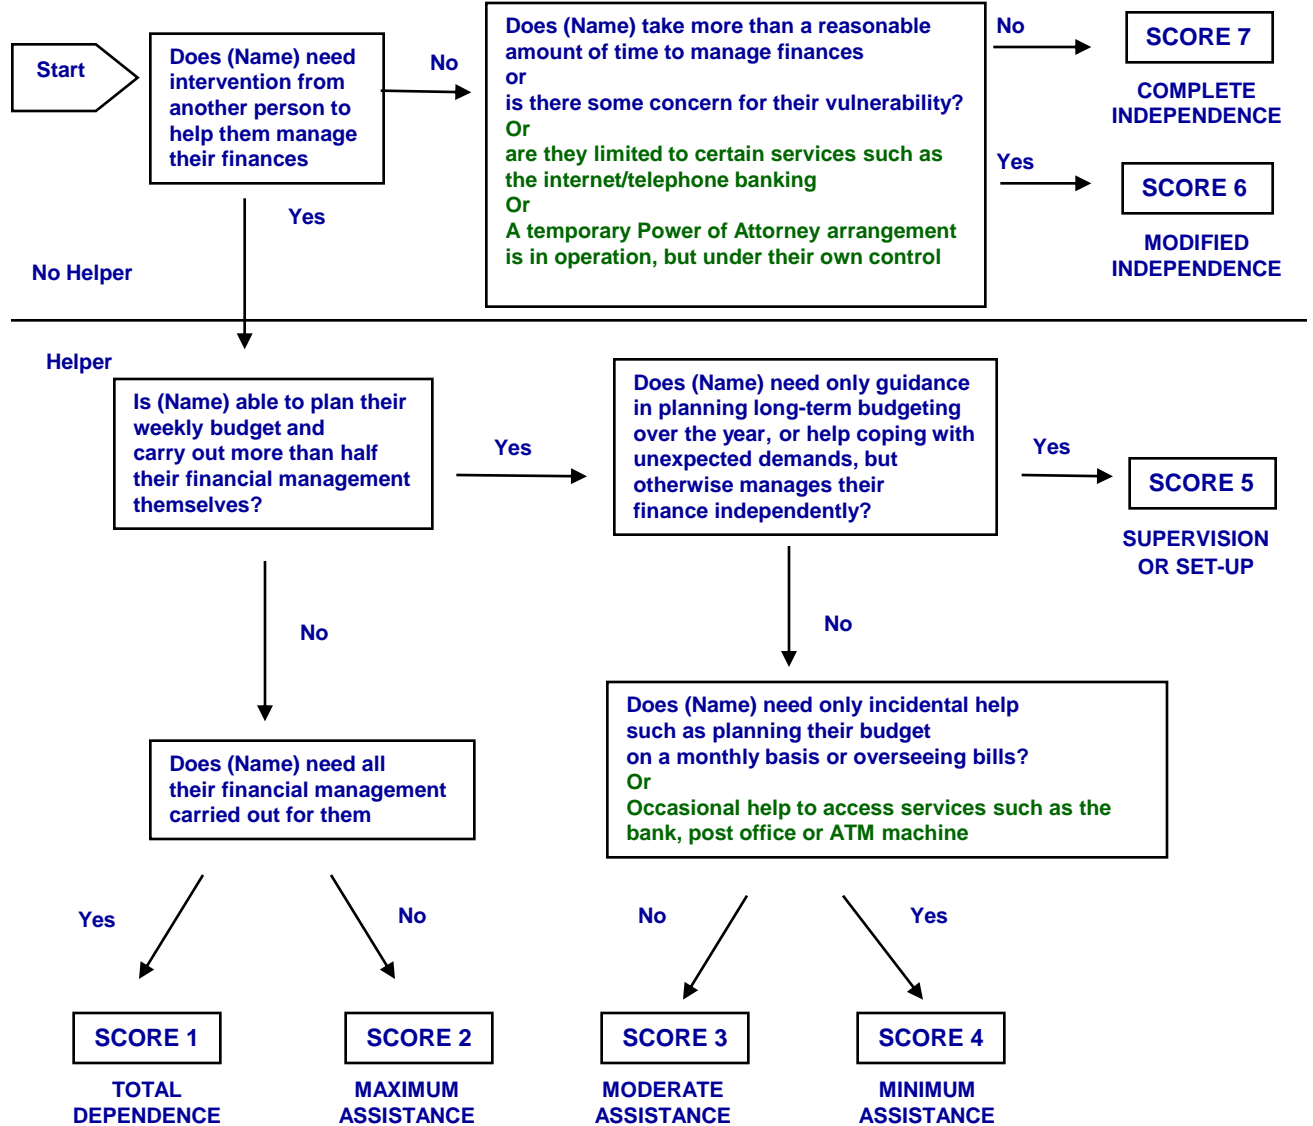 Start
Does (Name) need
intervention from
another person to
help them manage
their finances
No
Does (Name) take more than a reasonable
amount of time to manage finances
or
is there some concern for their vulnerability?
Or
are they limited to certain services such as
the internet/telephone banking
Or
A temporary Power of Attorney arrangement
is in operation, but under their own control
No
SCORE 7
COMPLETE
INDEPENDENCE
Yes
SCORE 6
MODIFIED
INDEPENDENCE
Yes
No Helper
Helper
Is (Name) able to plan their
weekly budget and
carry out more than half
their financial management
themselves?
Yes
Does (Name) need only guidance
in planning long-term budgeting
over the year, or help coping with
unexpected demands, but
otherwise manages their
finance independently?
Yes
SCORE 5
SUPERVISION
OR SET-UP
No
No
Does (Name) need all
their financial management
carried out for them
Does (Name) need only incidental help
such as planning their budget
on a monthly basis or overseeing bills?
Or
Occasional help to access services such as the
bank, post office or ATM machine
Yes
No
No
Yes
SCORE 1
TOTAL
DEPENDENCE
SCORE 2
MAXIMUM
ASSISTANCE
SCORE 3
MODERATE
ASSISTANCE
SCORE 4
MINIMUM
ASSISTANCE